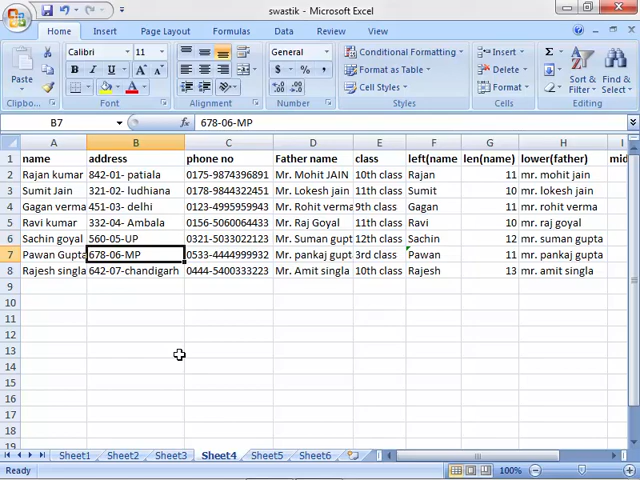 swastik - Microsoft Excel
Home Insert Page Layout Formulas Data Review View
Calibri 11 General Conditional Formatting Insert Σ
Paste B I U A A Format as Table Delete Sort & Filter Find & Select
$ % , Cell Styles Format
Clipboard Font Alignment Number Styles Cells Editing
B7 fx 678-06-MP
A B C D E F G H I
1 name address phone no Father name class left(name len(name) lower(father) mid
2 Rajan kumar 842-01- patiala 0175-9874396891 Mr. Mohit JAIN 10th class Rajan 11 mr. mohit jain
3 Sumit Jain 321-02- ludhiana 0178-9844322451 Mr. Lokesh jain 11th class Sumit 10 mr. lokesh jain
4 Gagan verma 451-03- delhi 0123-4995959943 Mr. Rohit verma 9th class Gagan 11 mr. rohit verma
5 Ravi kumar 332-04- Ambala 0156-5060064433 Mr. Raj Goyal 11th class Ravi 10 mr. raj goyal
6 Sachin goyal 560-05-UP 0321-5033022123 Mr. Suman gupt 12th class Sachin 12 mr. suman gupta
7 Pawan Gupta 678-06-MP 0533-4444999932 Mr. pankaj gupt 3rd class Pawan 11 mr. pankaj gupta
8 Rajesh singla 642-07-chandigarh 0444-5400333223 Mr. Amit singla 10th class Rajesh 13 mr. amit singla
9
10
11
12
13
14
15
16
17
18
19
Sheet1 Sheet2 Sheet3 Sheet4 Sheet5 Sheet6
Ready 100%